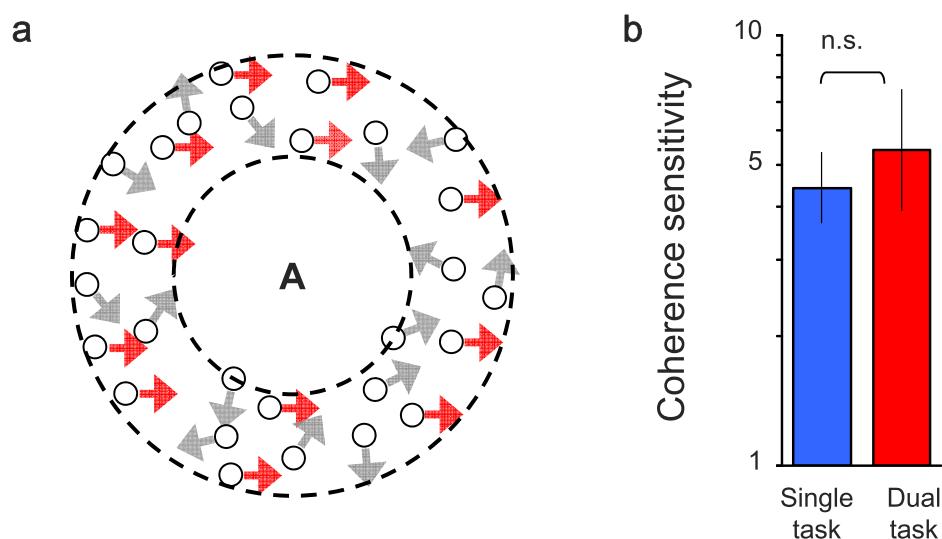 a
A
b
Coherence sensitivity
10
5
1
n.s.
Single
task
Dual
task